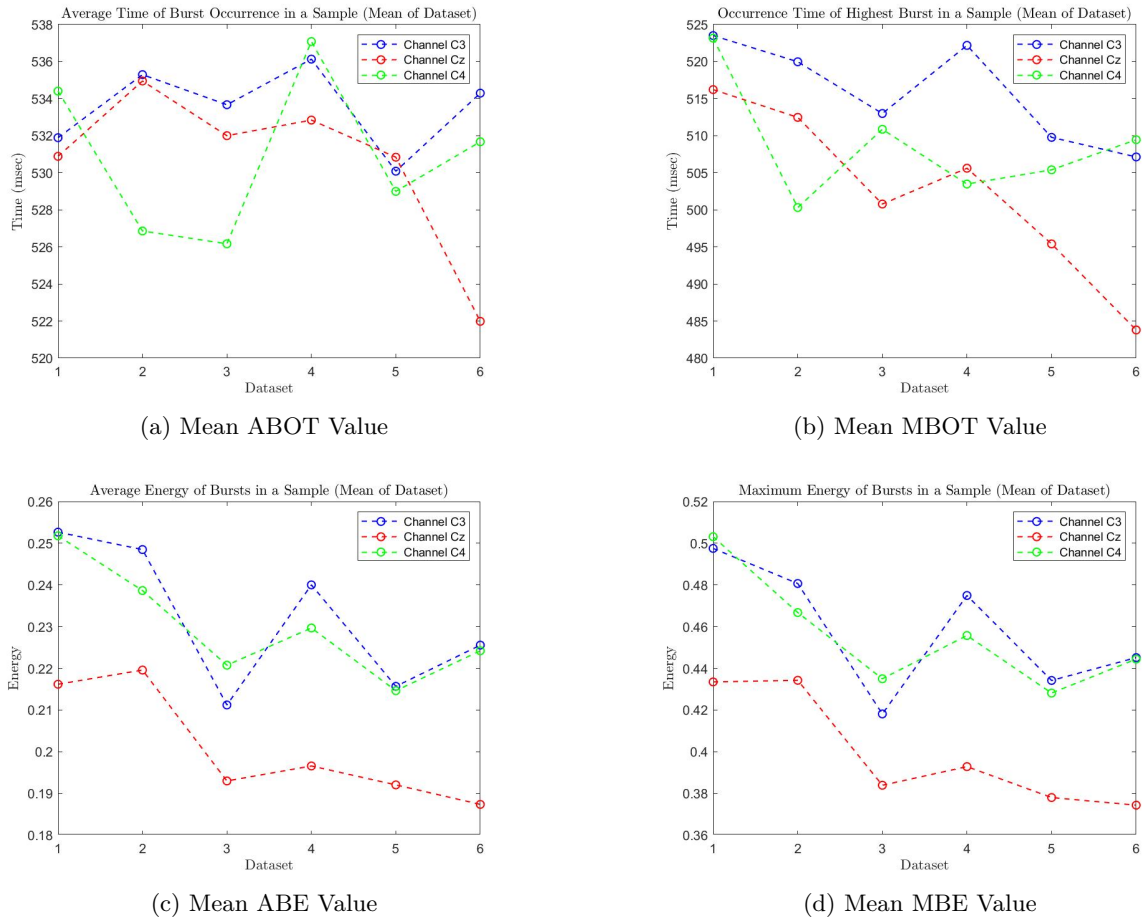 Average Time of Burst Occurrence in a Sample (Mean of Dataset)
538
536
534
532
530
528
526
524
522
520
Time (msec)
Channel C3
Channel Cz
Channel C4
1 2 3 4 5 6
Dataset
(a) Mean ABOT Value
Occurrence Time of Highest Burst in a Sample (Mean of Dataset)
525
520
515
510
505
500
495
490
485
480
Time (msec)
Channel C3
Channel Cz
Channel C4
1 2 3 4 5 6
Dataset
(b) Mean MBOT Value
Average Energy of Bursts in a Sample (Mean of Dataset)
0.26
0.25
0.24
0.23
0.22
0.21
0.2
0.19
0.18
Energy
Channel C3
Channel Cz
Channel C4
1 2 3 4 5 6
Dataset
(c) Mean ABE Value
Maximum Energy of Bursts in a Sample (Mean of Dataset)
0.52
0.5
0.48
0.46
0.44
0.42
0.4
0.38
0.36
Energy
Channel C3
Channel Cz
Channel C4
1 2 3 4 5 6
Dataset
(d) Mean MBE Value